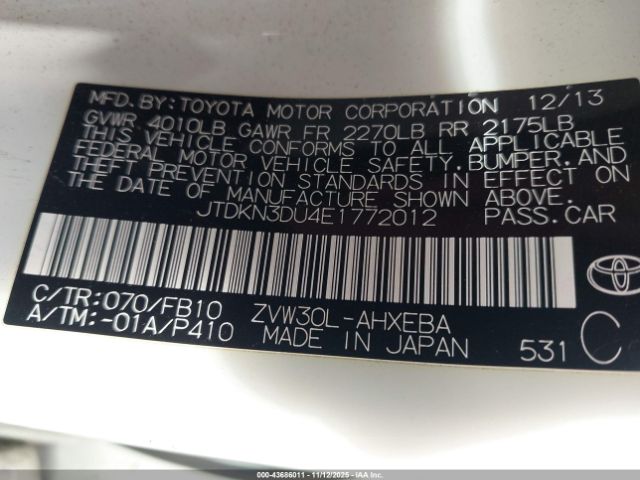 MFD.BY:TOYOTA MOTOR CORPORATION 12/13
GVWR 4010LB GAWR FR 2270LB RR 2175LB
THIS VEHICLE CONFORMS TO ALL APPLICABLE
FEDERAL MOTOR VEHICLE SAFETY.BUMPER.AND
THEFT PREVENTION STANDARDS IN EFFECT ON
THE DATE OF MANUFACTURE SHOWN ABOVE.
JTDKN3DU4E1772012 PASS.CAR
C/TR:070/FB10 ZVW30L-AHXEBA
A/TM:-01A/P410 MADE IN JAPAN 531 C
TOYOTA
000-43686011 - 11/12/2025 - IAAI.com